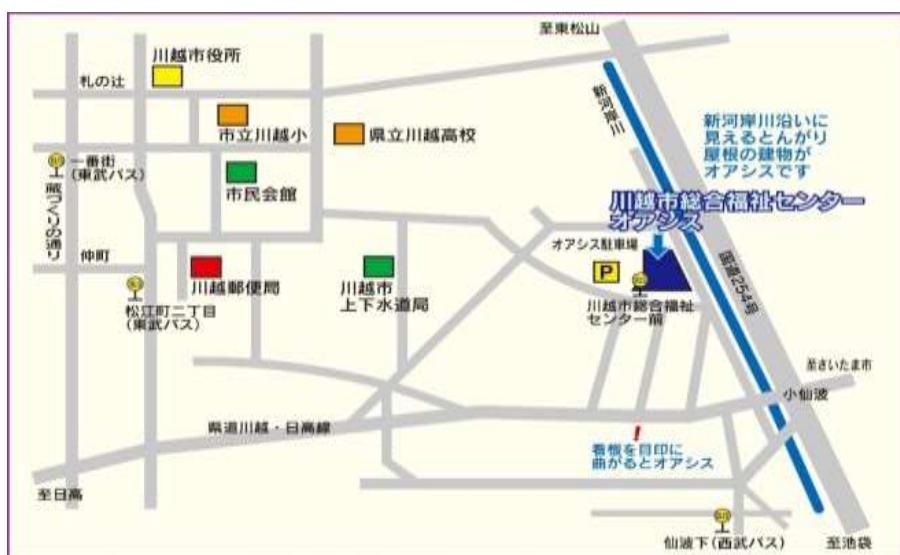 至東松山
川越市役所
札の辻
市立川越小
県立川越高校
新河岸川
新河岸川沿いに
見えるとんがり
屋根の建物が
オアシスです
一番街
(東武バス)
蔵づくりの通り
市民会館
川越市総合福祉センター
オアシス
仲町
オアシス駐車場
P
川越郵便局
川越市
上下水道局
川越市総合福祉
センター前
国道254号
松江町二丁目
(東武バス)
至さいたま市
小仙波
県道川越・日高線
!
看板を目印に
曲がるとオアシス
至日高
仙波下(西武バス)
至池袋